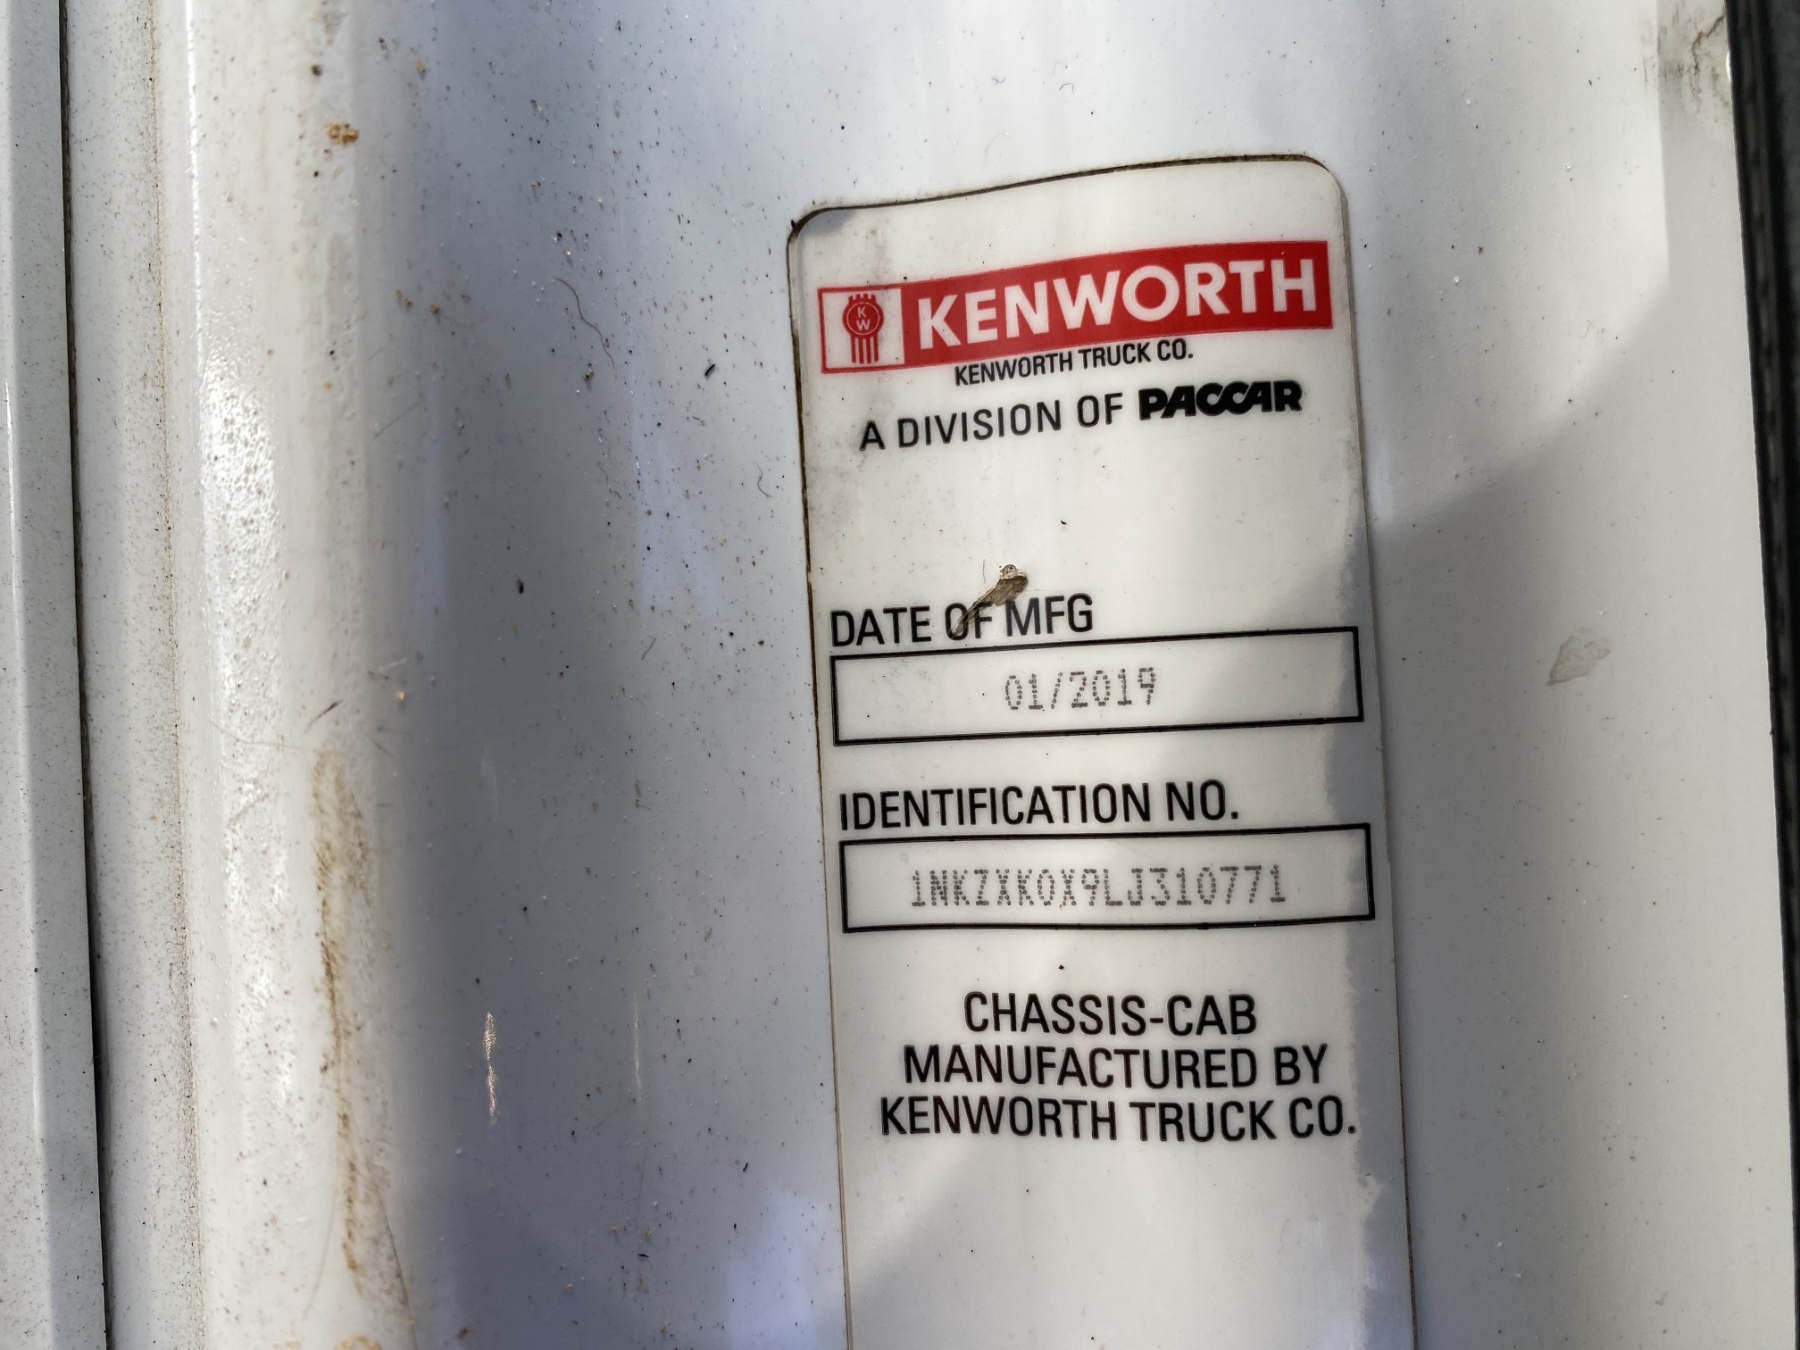 KW KENWORTH
KENWORTH TRUCK CO.
A DIVISION OF PACCAR
DATE OF MFG
01/2019
IDENTIFICATION NO.
1NKZXK0X9LJ310771
CHASSIS-CAB
MANUFACTURED BY
KENWORTH TRUCK CO.